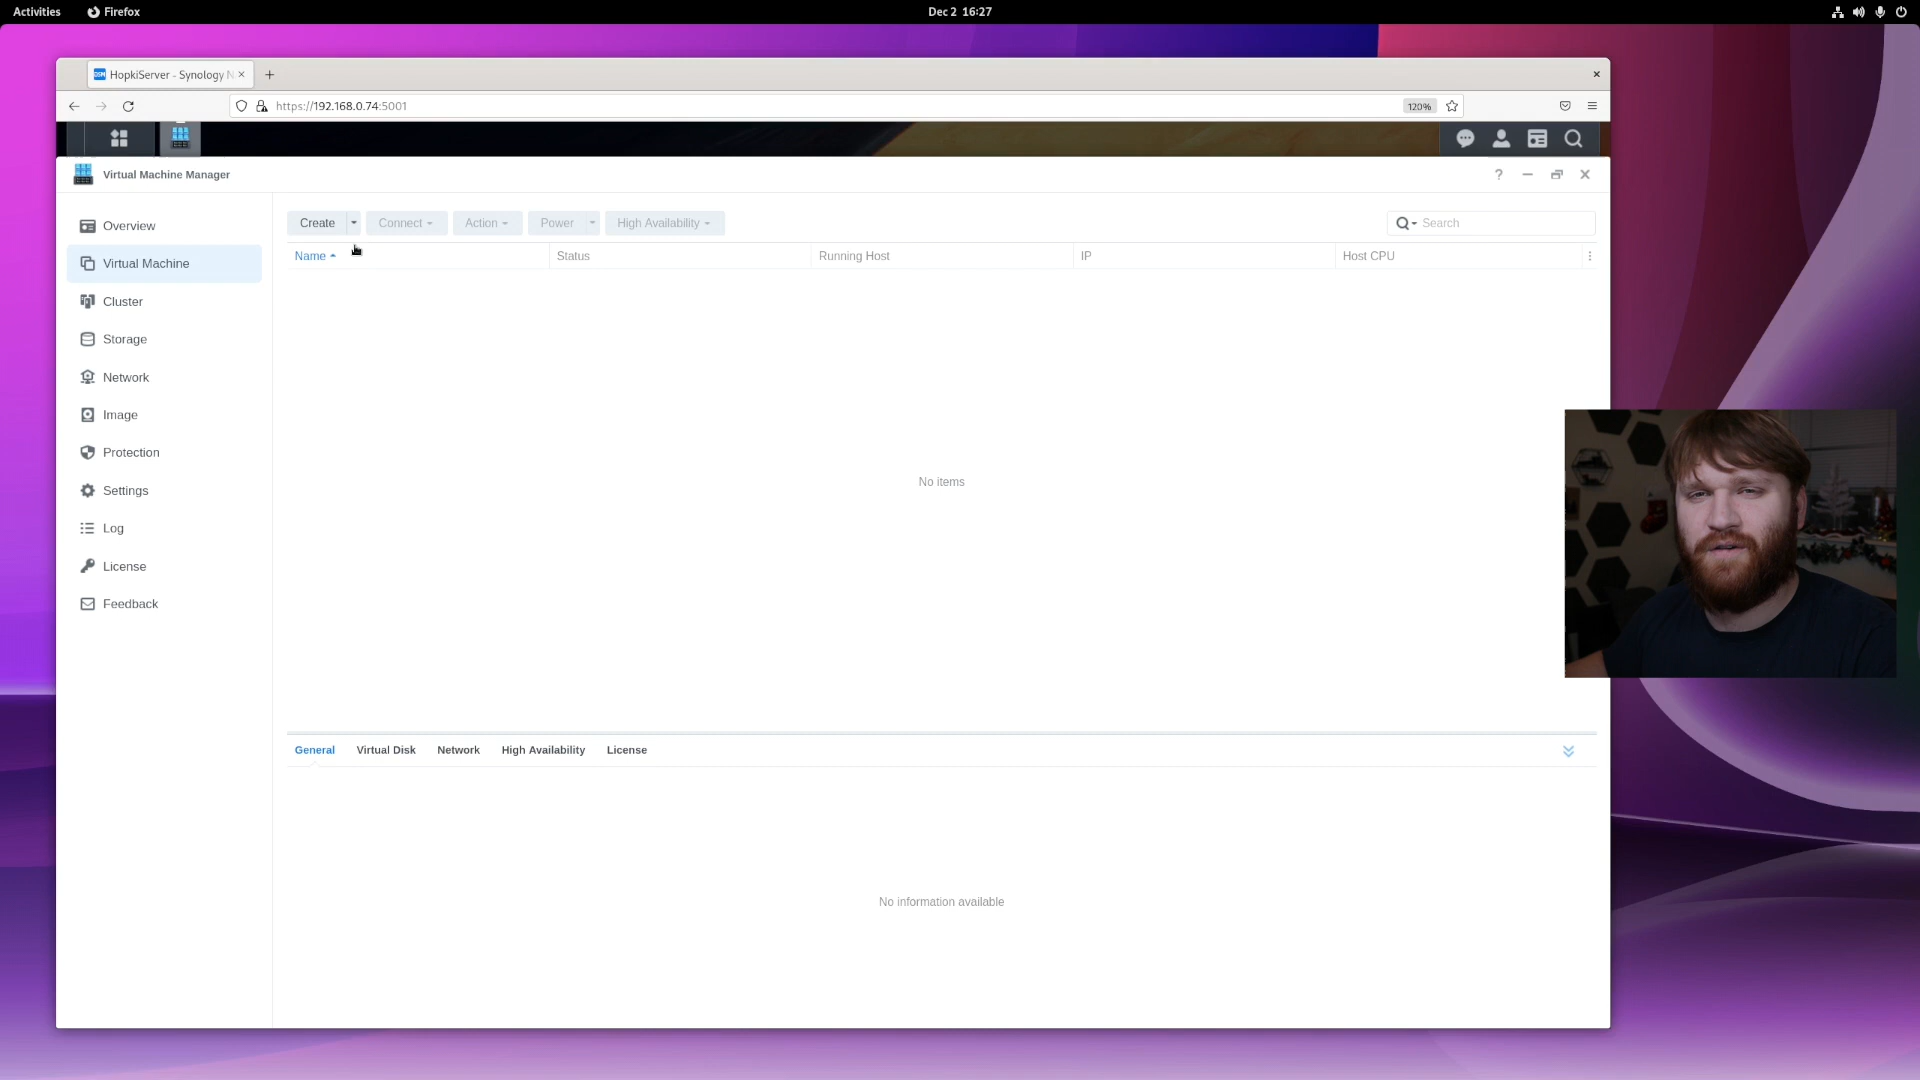 Activities Firefox Dec 2 16:27
DSM HopkiServer - Synology N
https://192.168.0.74:5001 120%
Virtual Machine Manager
Overview
Virtual Machine
Cluster
Storage
Network
Image
Protection
Settings
Log
License
Feedback
Create Connect Action Power High Availability Search
Name Status Running Host IP Host CPU
No items
General Virtual Disk Network High Availability License
No information available